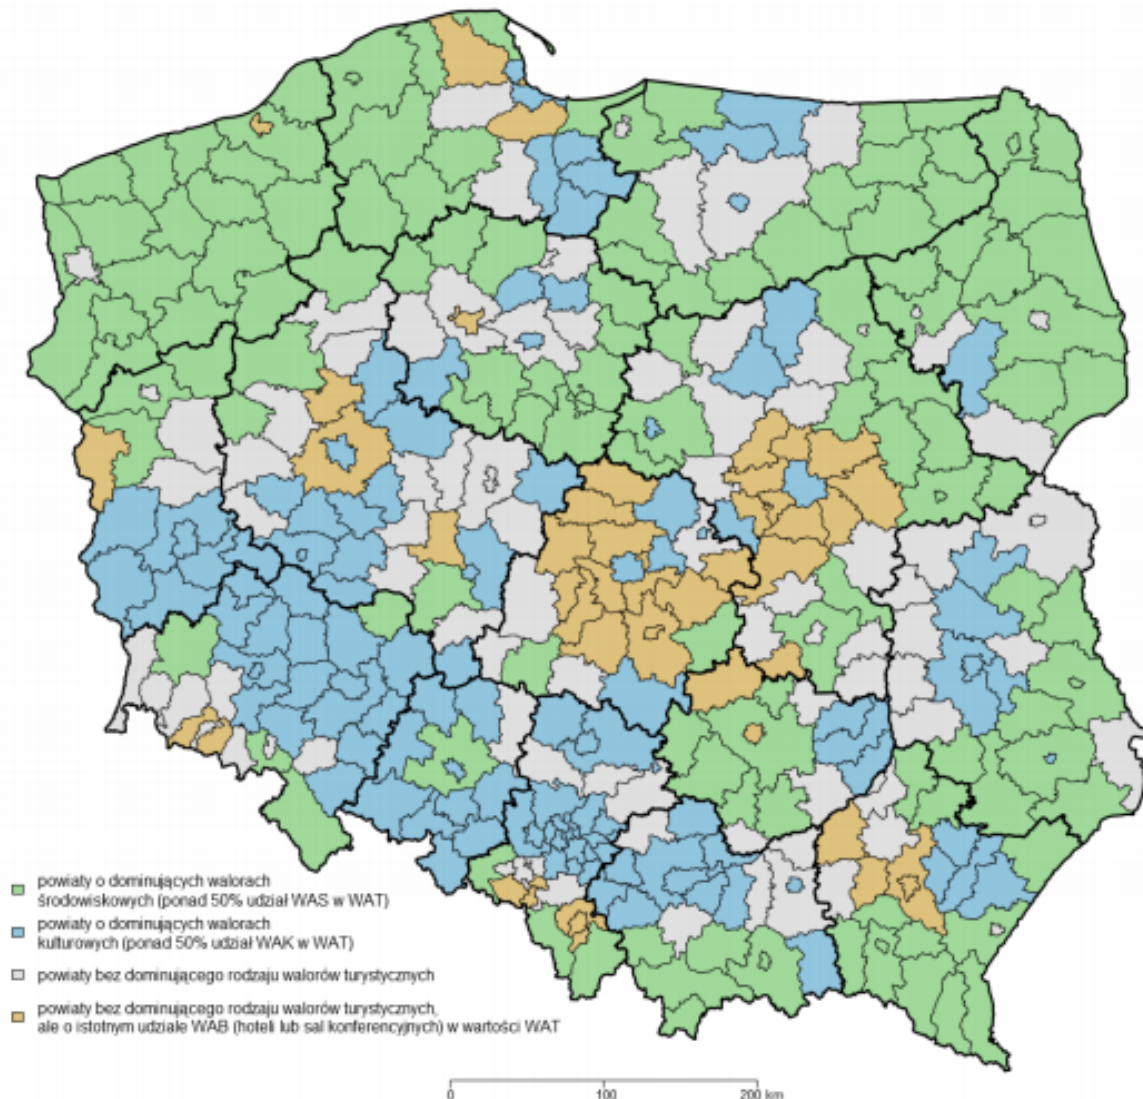 powiaty o dominujących walorach
środowiskowych (ponad 50% udział WAS w WAT)
powiaty o dominujących walorach
kulturowych (ponad 50% udział WAK w WAT)
powiaty bez dominującego rodzaju walorów turystycznych
powiaty bez dominującego rodzaju walorów turystycznych,
ale o istotnym udziale WAB (hoteli lub sal konferencyjnych) w wartości WAT
0 100 200 km